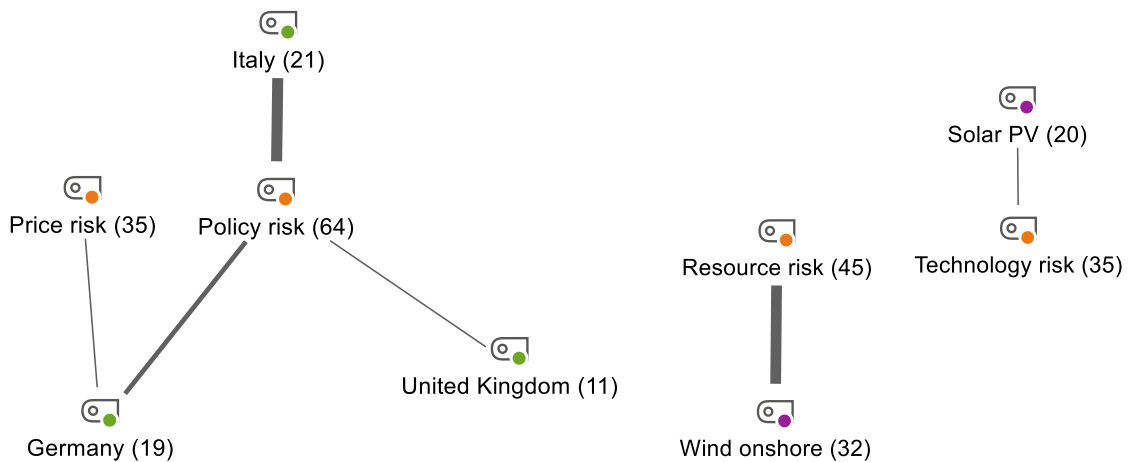 Italy (21)
Solar PV (20)
Price risk (35)
Policy risk (64)
Resource risk (45)
Technology risk (35)
United Kingdom (11)
Germany (19)
Wind onshore (32)